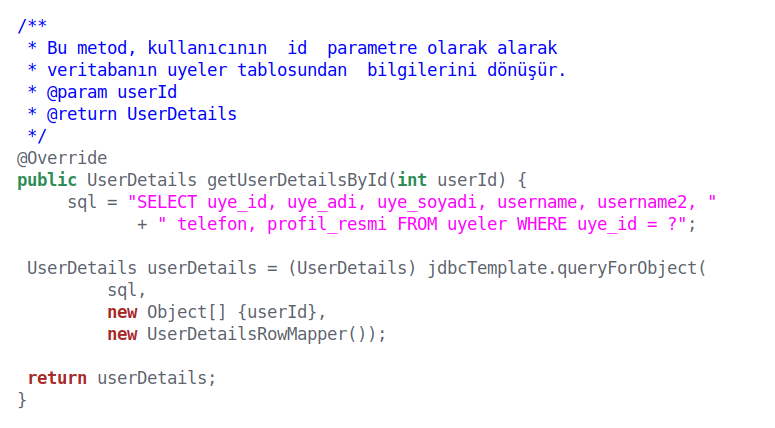 /**
 * Bu metod, kullanıcının  id  parametre olarak alarak
 * veritabanın uyeler tablosundan  bilgilerini dönüşür.
 * @param userId
 * @return UserDetails
 */
@Override
public UserDetails getUserDetailsById(int userId) {
     sql = "SELECT uye_id, uye_adi, uye_soyadi, username, username2, "
            + " telefon, profil_resmi FROM uyeler WHERE uye_id = ?";

 UserDetails userDetails = (UserDetails) jdbcTemplate.queryForObject(
         sql,
         new Object[] {userId},
         new UserDetailsRowMapper());

 return userDetails;
}